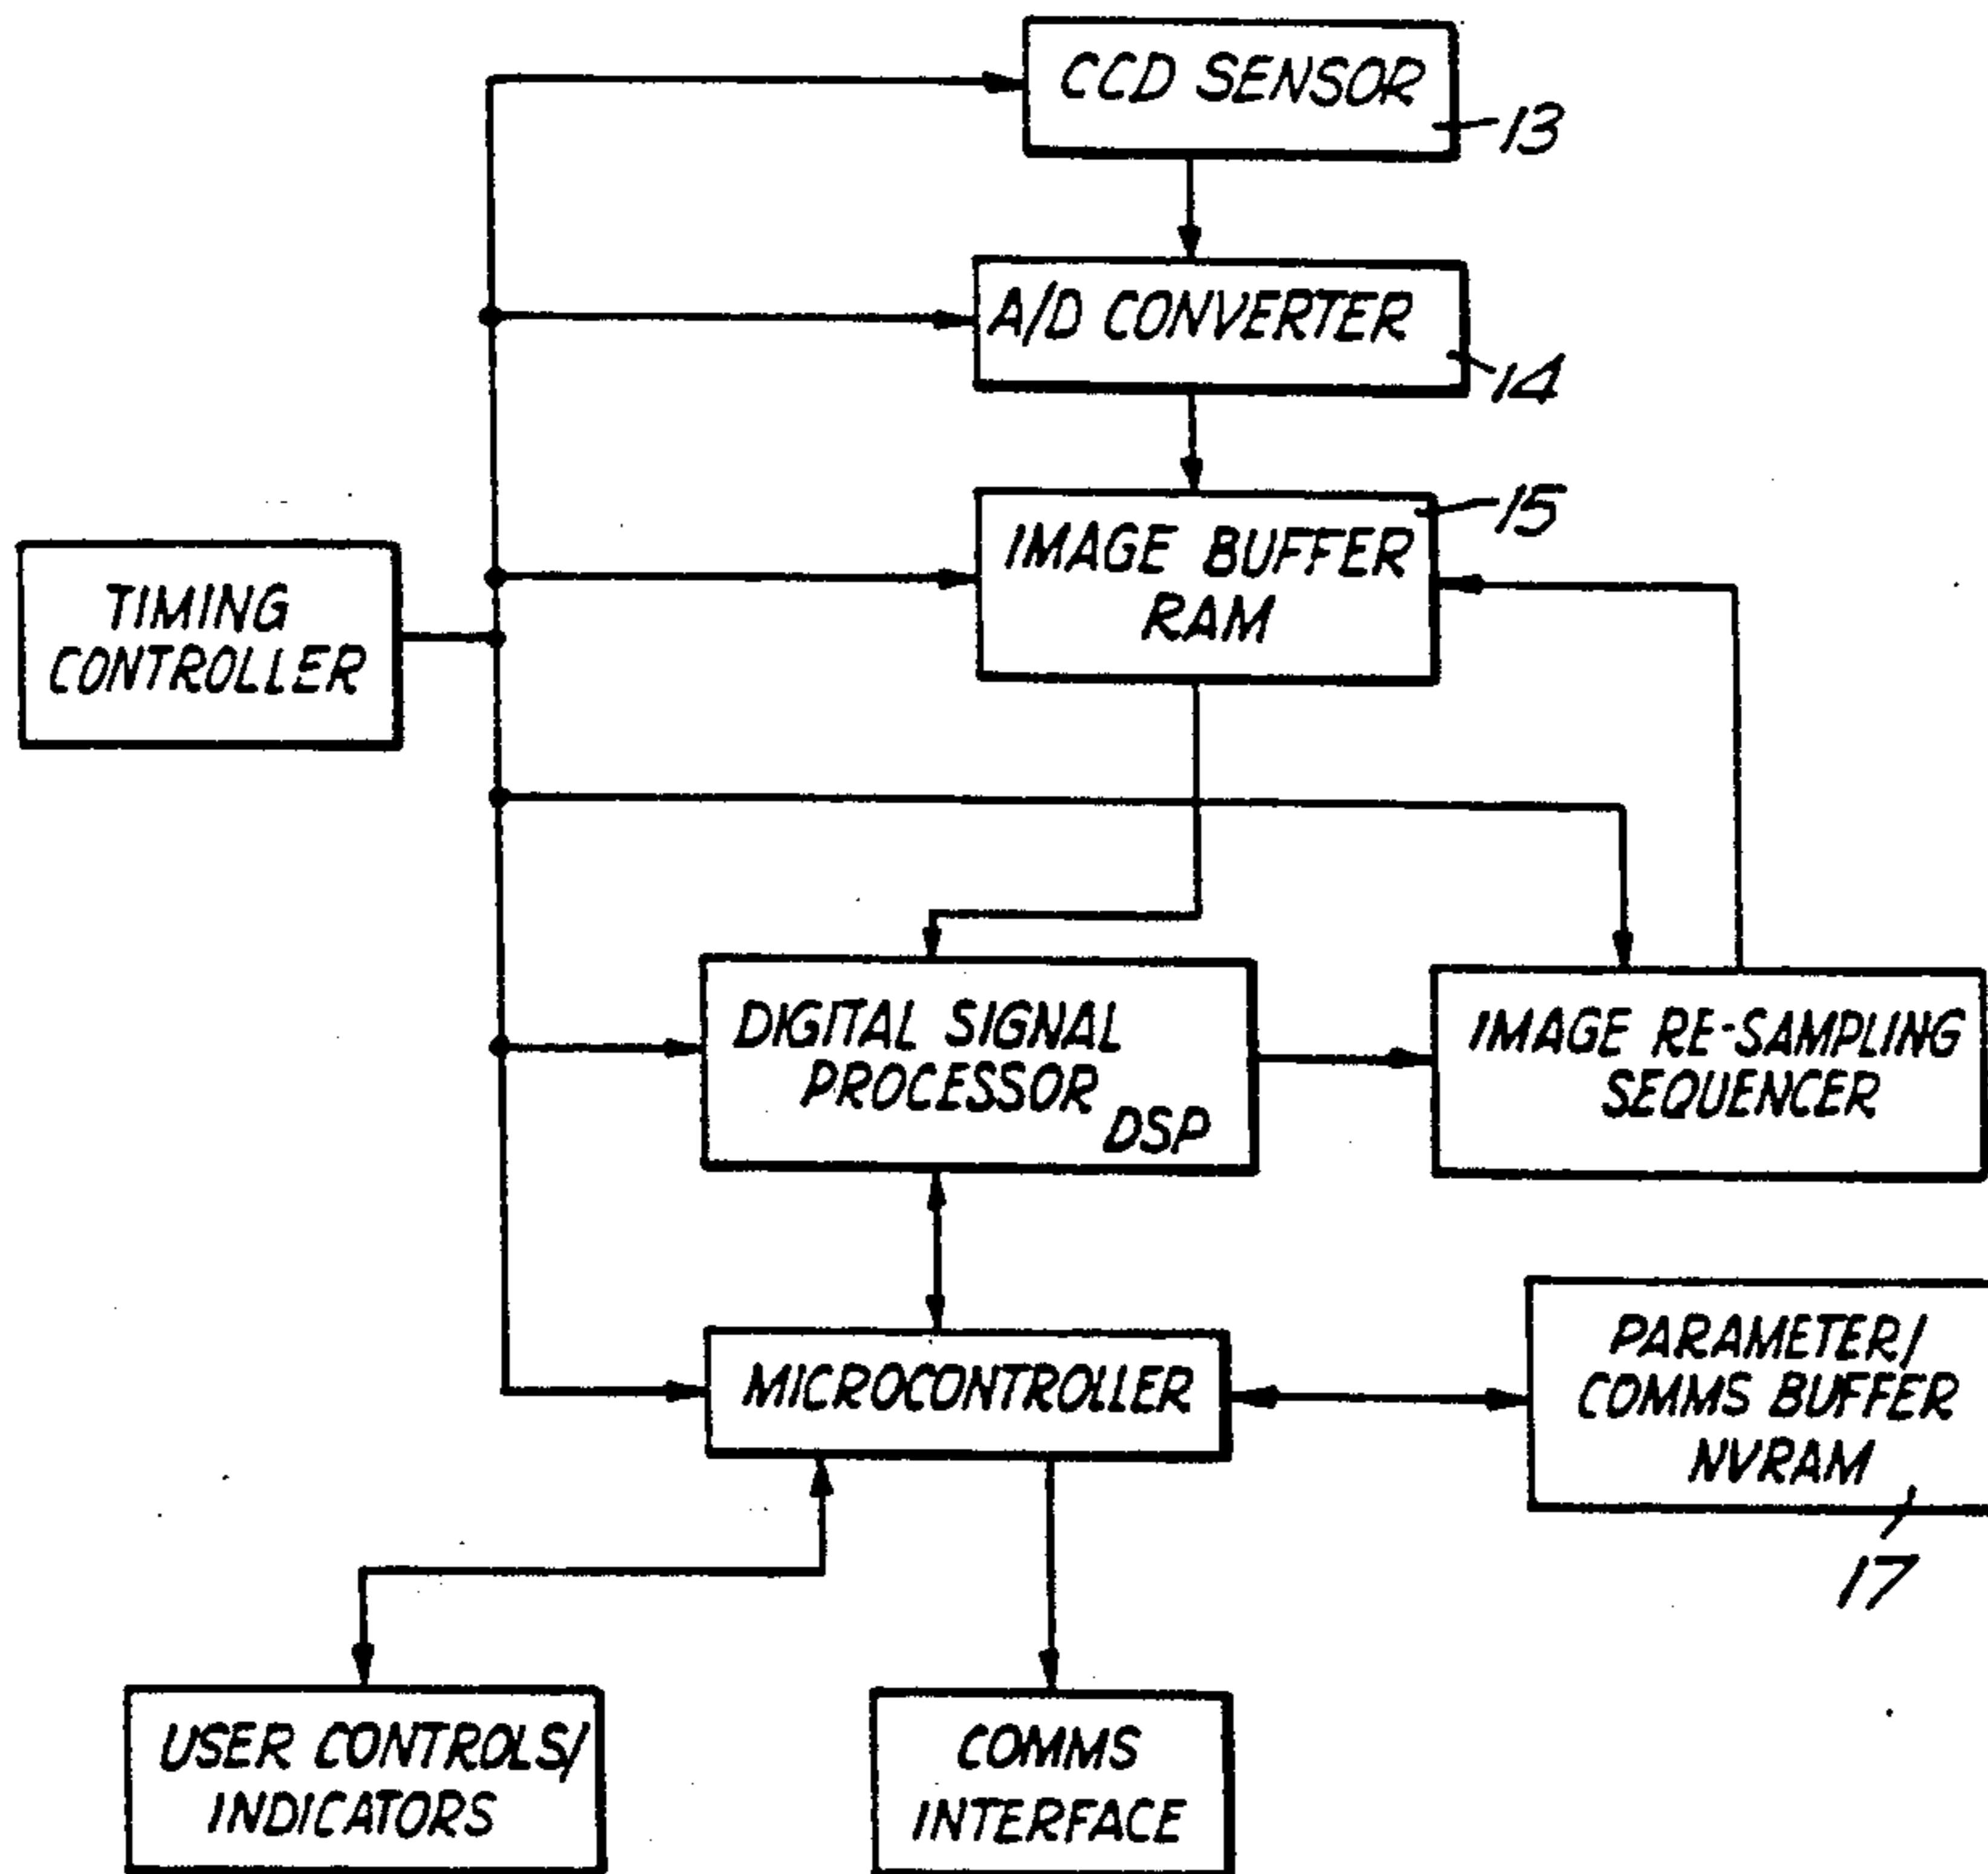 CCD SENSOR
13
A/D CONVERTER
14
15
IMAGE BUFFER
RAM
TIMING
CONTROLLER
DIGITAL SIGNAL
PROCESSOR
DSP
IMAGE RE-SAMPLING
SEQUENCER
MICROCONTROLLER
PARAMETER/
COMMS BUFFER
NVRAM
17
USER CONTROLS/
INDICATORS
COMMS
INTERFACE